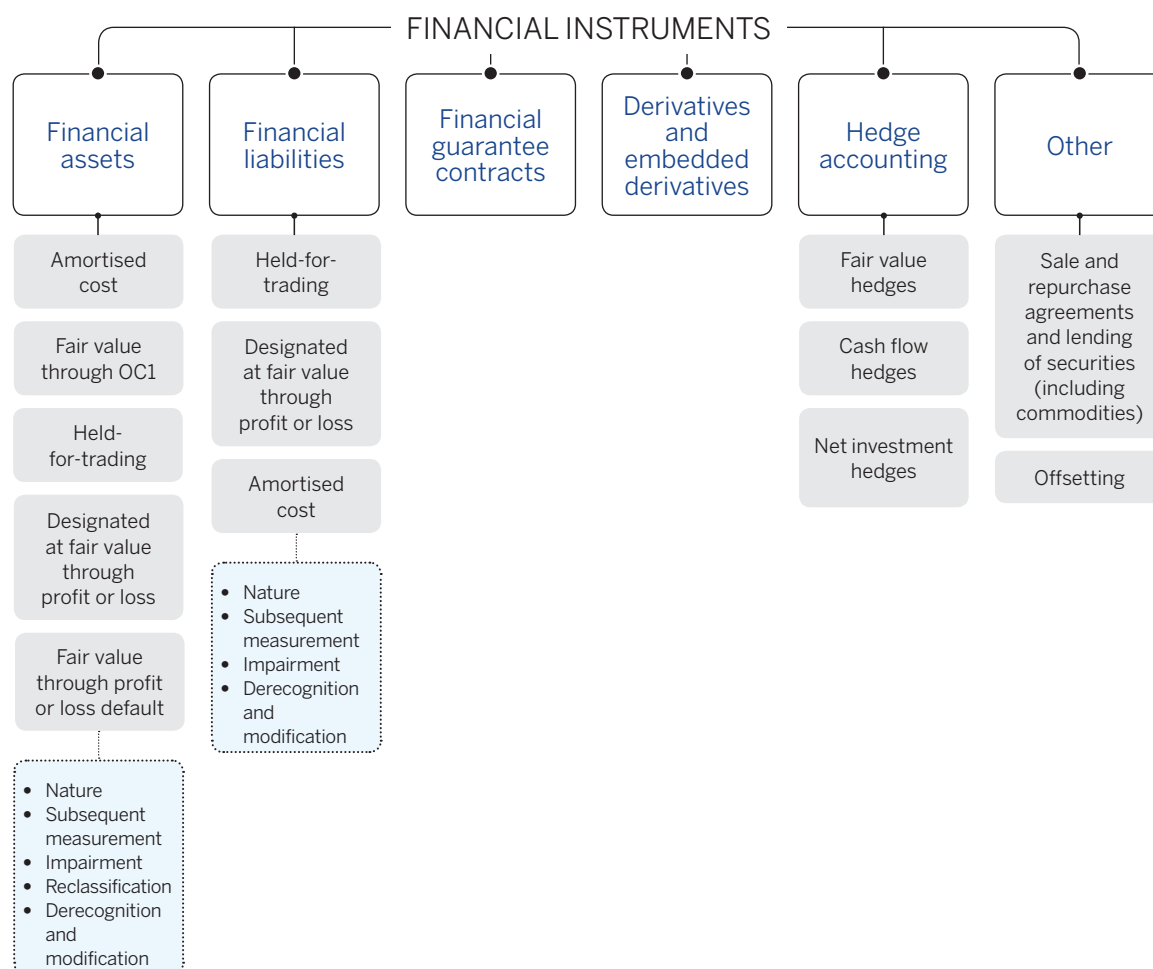 FINANCIAL INSTRUMENTS
Financial
assets
Financial
liabilities
Financial
guarantee
contracts
Derivatives
and
embedded
derivatives
Hedge
accounting
Other
Amortised
cost
Fair value
through OC1
Held-
for-trading
Designated
at fair value
through
profit or loss
Fair value
through profit
or loss default
• Nature
• Subsequent
measurement
• Impairment
• Reclassification
• Derecognition
and
modification
Held-for-
trading
Designated
at fair value
through
profit or loss
Amortised
cost
• Nature
• Subsequent
measurement
• Impairment
• Derecognition
and
modification
Fair value
hedges
Cash flow
hedges
Net investment
hedges
Sale and
repurchase
agreements
and lending
of securities
(including
commodities)
Offsetting